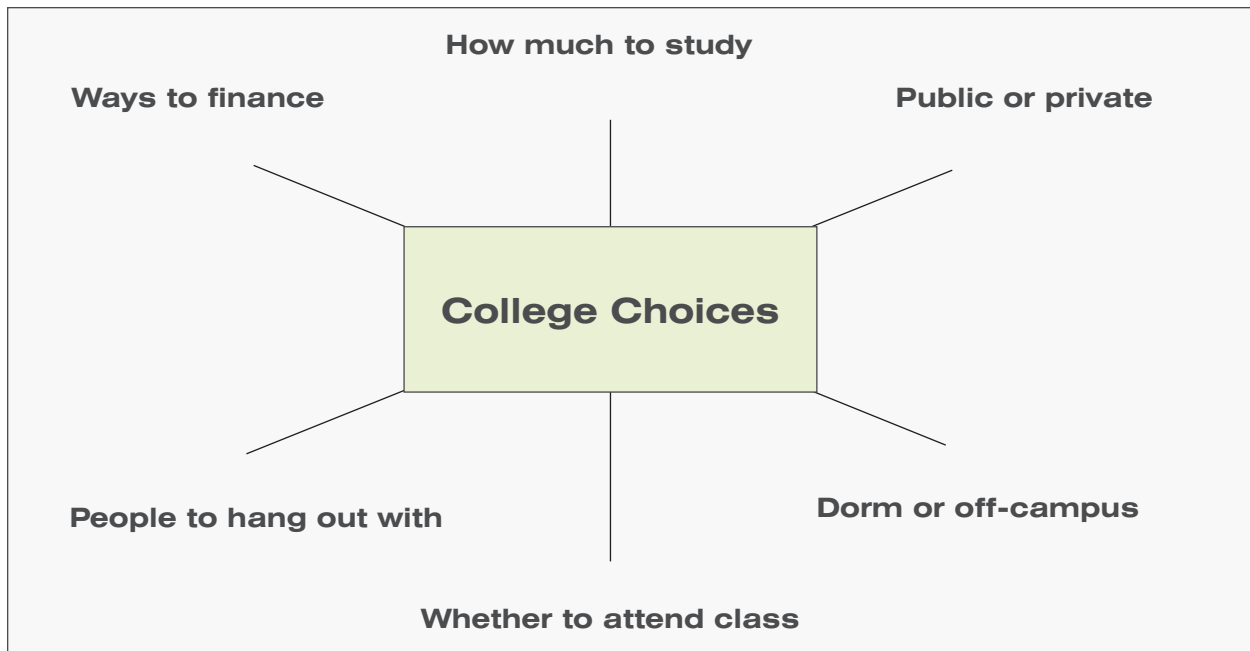 How much to study
Ways to finance
Public or private
College Choices
People to hang out with
Dorm or off-campus
Whether to attend class